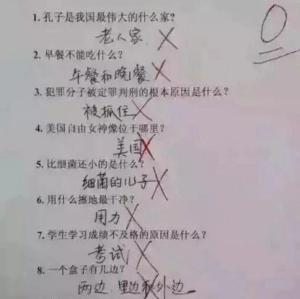 1. 孔子是我国最伟大的什么家?
老人家
2. 早餐不能吃什么?
午餐和晚餐
3. 犯罪分子被定罪判刑的根本原因是什么?
被抓住
4. 美国自由女神像位于哪里?
美国
5. 比细菌还小的是什么?
细菌的儿子
6. 用什么擦地最干净?
用力
7. 学生学习成绩不及格的原因是什么?
考试
8. 一个盒子有几边?
两边,里边和外边
0